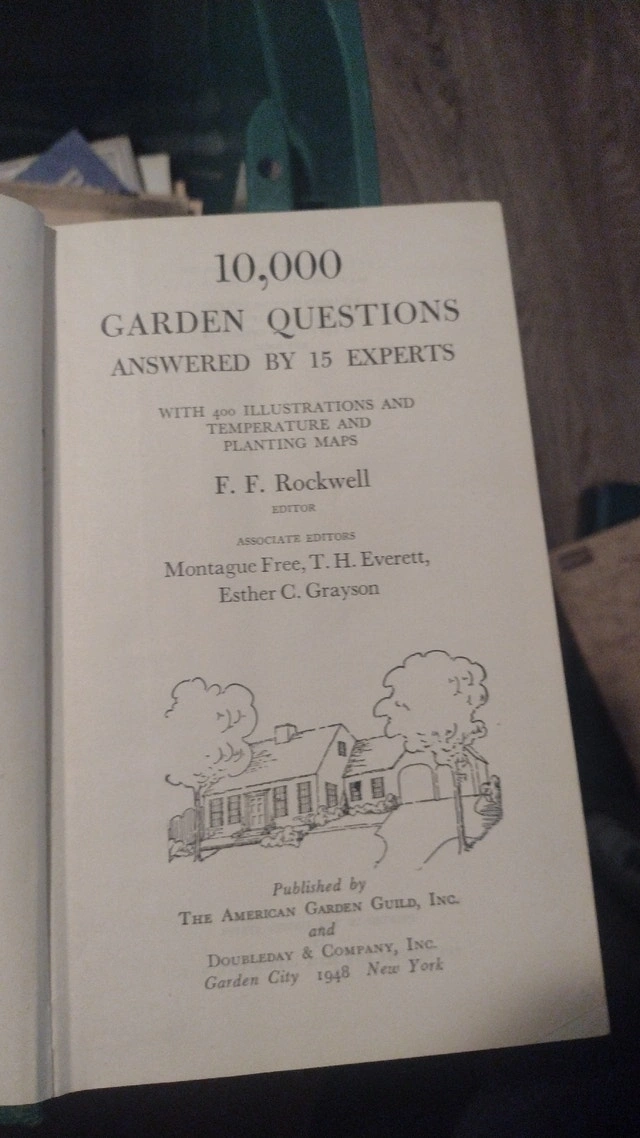 10,000
GARDEN QUESTIONS
ANSWERED BY 15 EXPERTS
WITH 400 ILLUSTRATIONS AND
TEMPERATURE AND
PLANTING MAPS
F. F. Rockwell
EDITOR
ASSOCIATE EDITORS
Montague Free, T. H. Everett,
Esther C. Grayson
Published by
THE AMERICAN GARDEN GUILD, INC.
and
DOUBLEDAY & COMPANY, INC.
Garden City 1948 New York